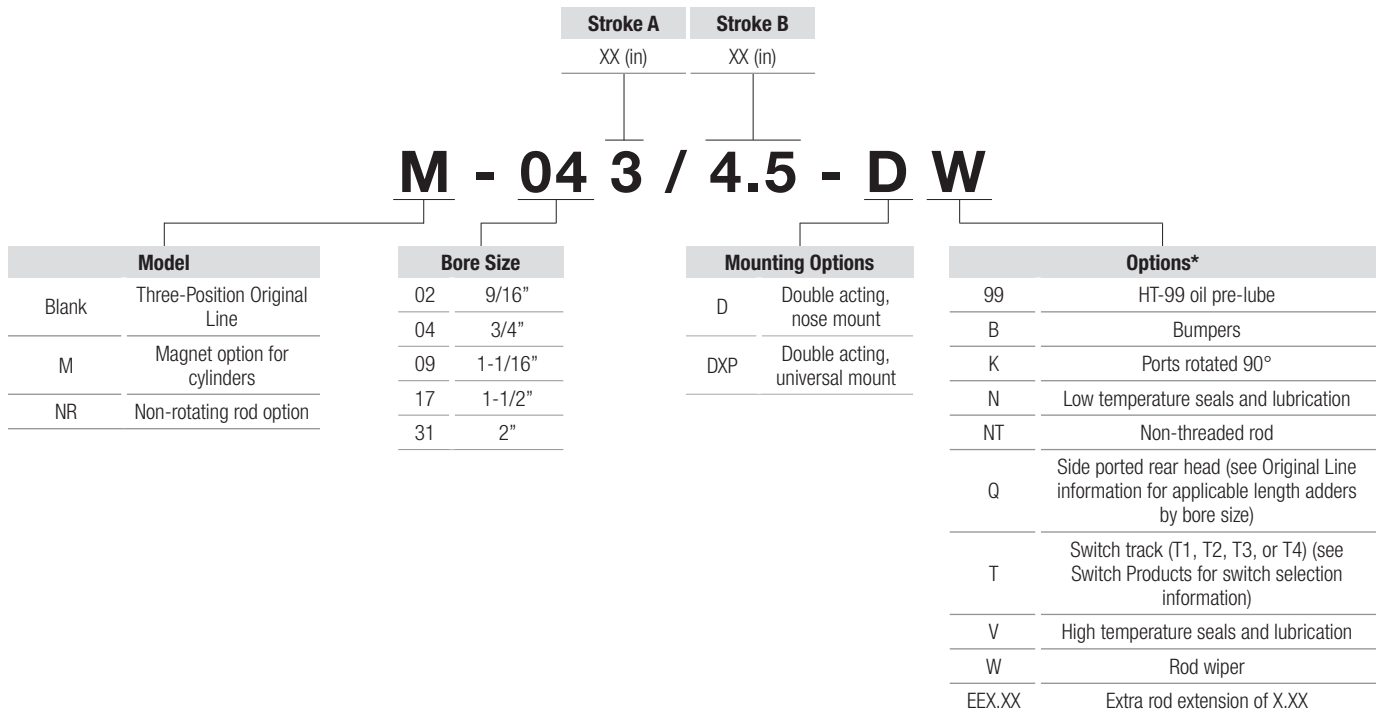 Stroke A Stroke B
XX (in) XX (in)
M - 04 3 / 4.5 - D W
Model
Blank Three-Position Original
Line
M Magnet option for
cylinders
NR Non-rotating rod option
Bore Size
02 9/16”
04 3/4”
09 1-1/16”
17 1-1/2”
31 2”
Mounting Options
D Double acting,
nose mount
DXP Double acting,
universal mount
Options*
99 HT-99 oil pre-lube
B Bumpers
K Ports rotated 90°
N Low temperature seals and lubrication
NT Non-threaded rod
Q Side ported rear head (see Original Line
information for applicable length adders
by bore size)
T Switch track (T1, T2, T3, or T4) (see
Switch Products for switch selection
information)
V High temperature seals and lubrication
W Rod wiper
EEX.XX Extra rod extension of X.XX